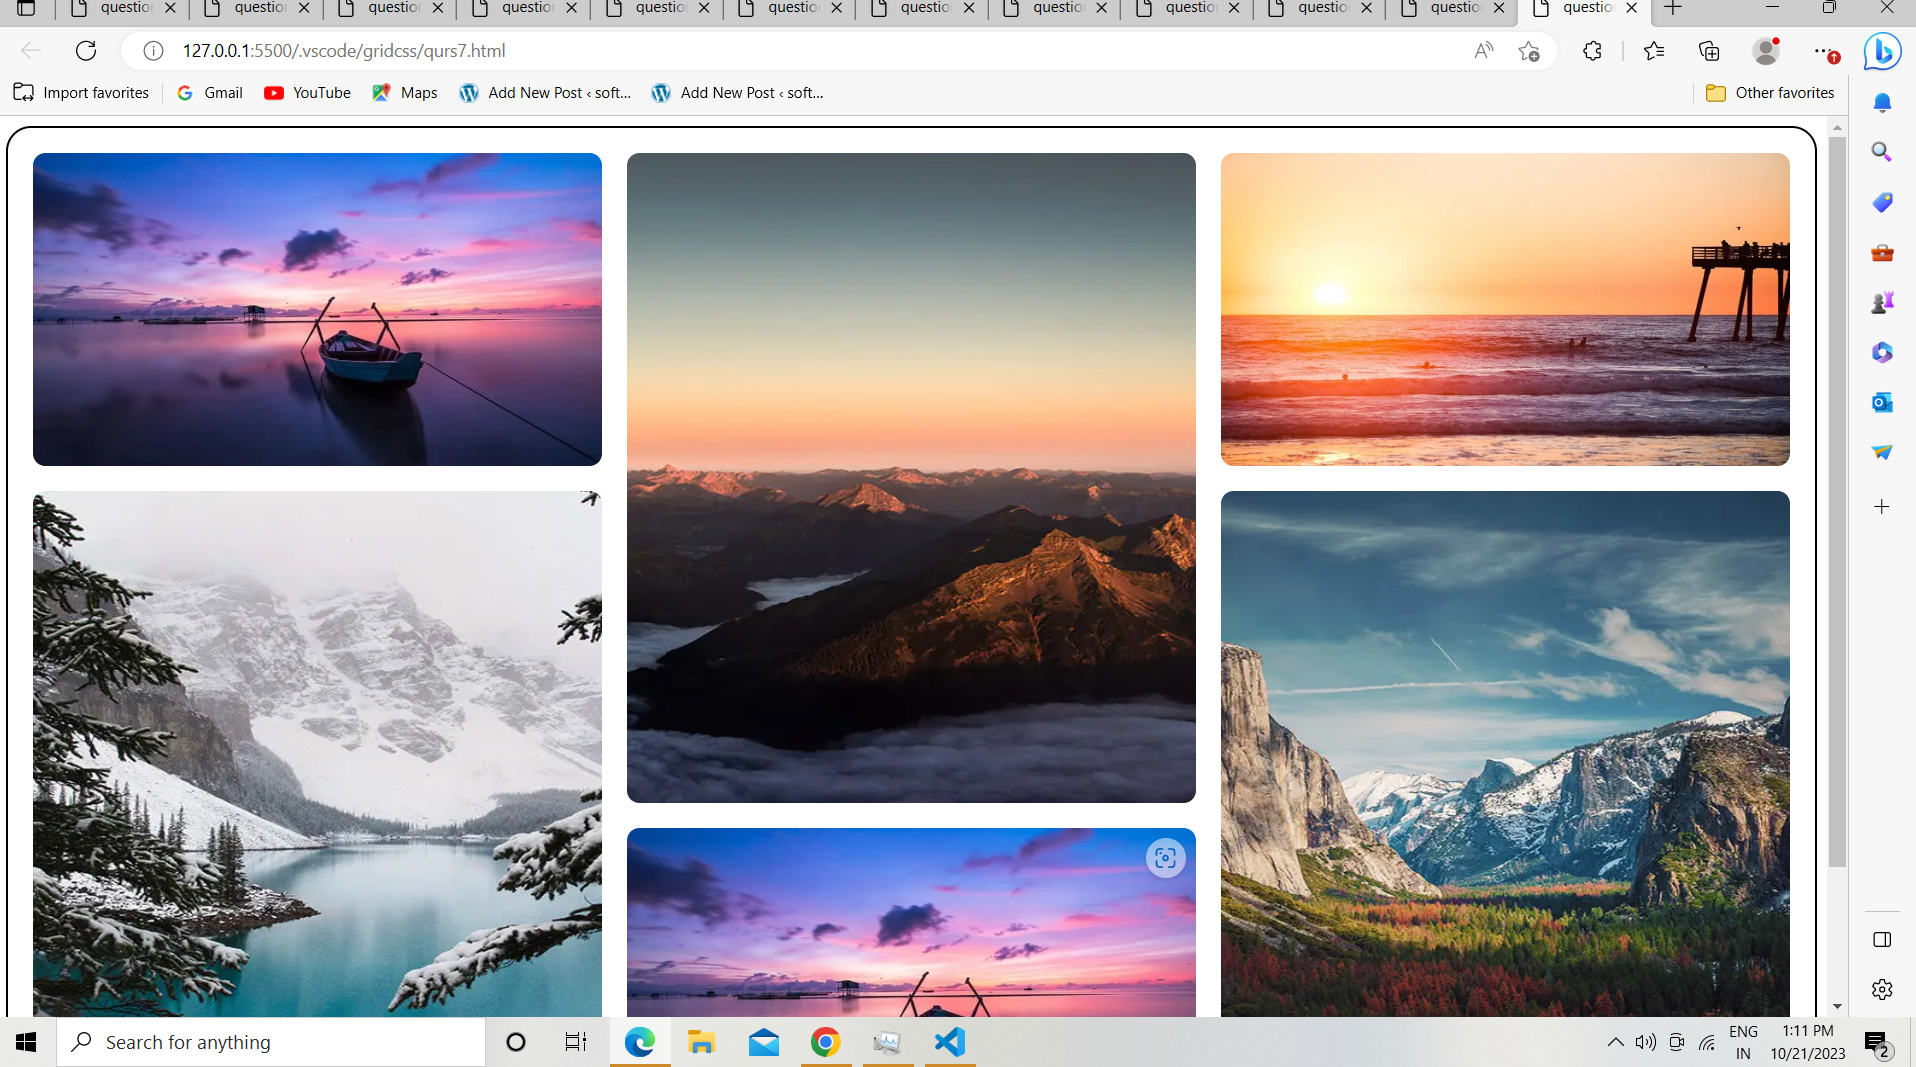 questio questio questio questio questio questio questio questio questio questio questio questio
127.0.0.1:5500/.vscode/gridcss/qurs7.html
Import favorites Gmail YouTube Maps Add New Post ‹ soft... Add New Post ‹ soft... Other favorites
Search for anything
ENG
IN
1:11 PM
10/21/2023
2